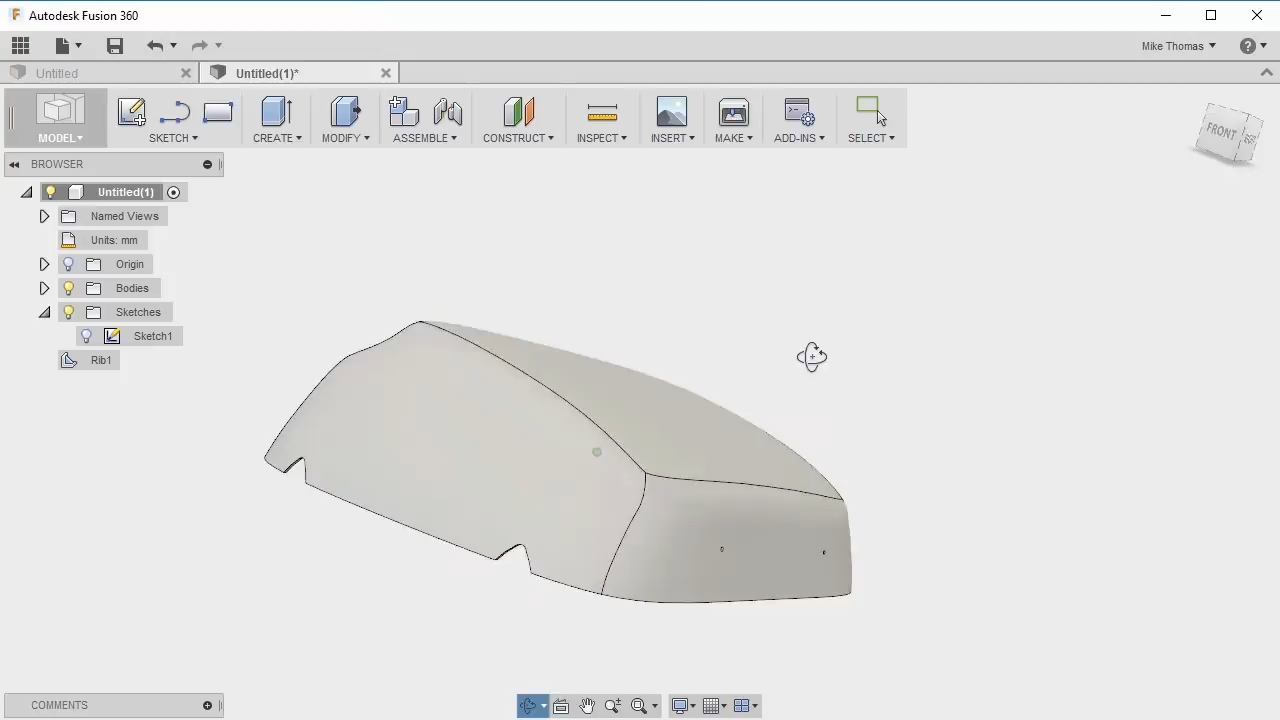 Autodesk Fusion 360
Mike Thomas
Untitled
Untitled(1)*
MODEL
SKETCH
CREATE
MODIFY
ASSEMBLE
CONSTRUCT
INSPECT
INSERT
MAKE
ADD-INS
SELECT
FRONT
BROWSER
Untitled(1)
Named Views
Units: mm
Origin
Bodies
Sketches
Sketch1
Rib1
COMMENTS